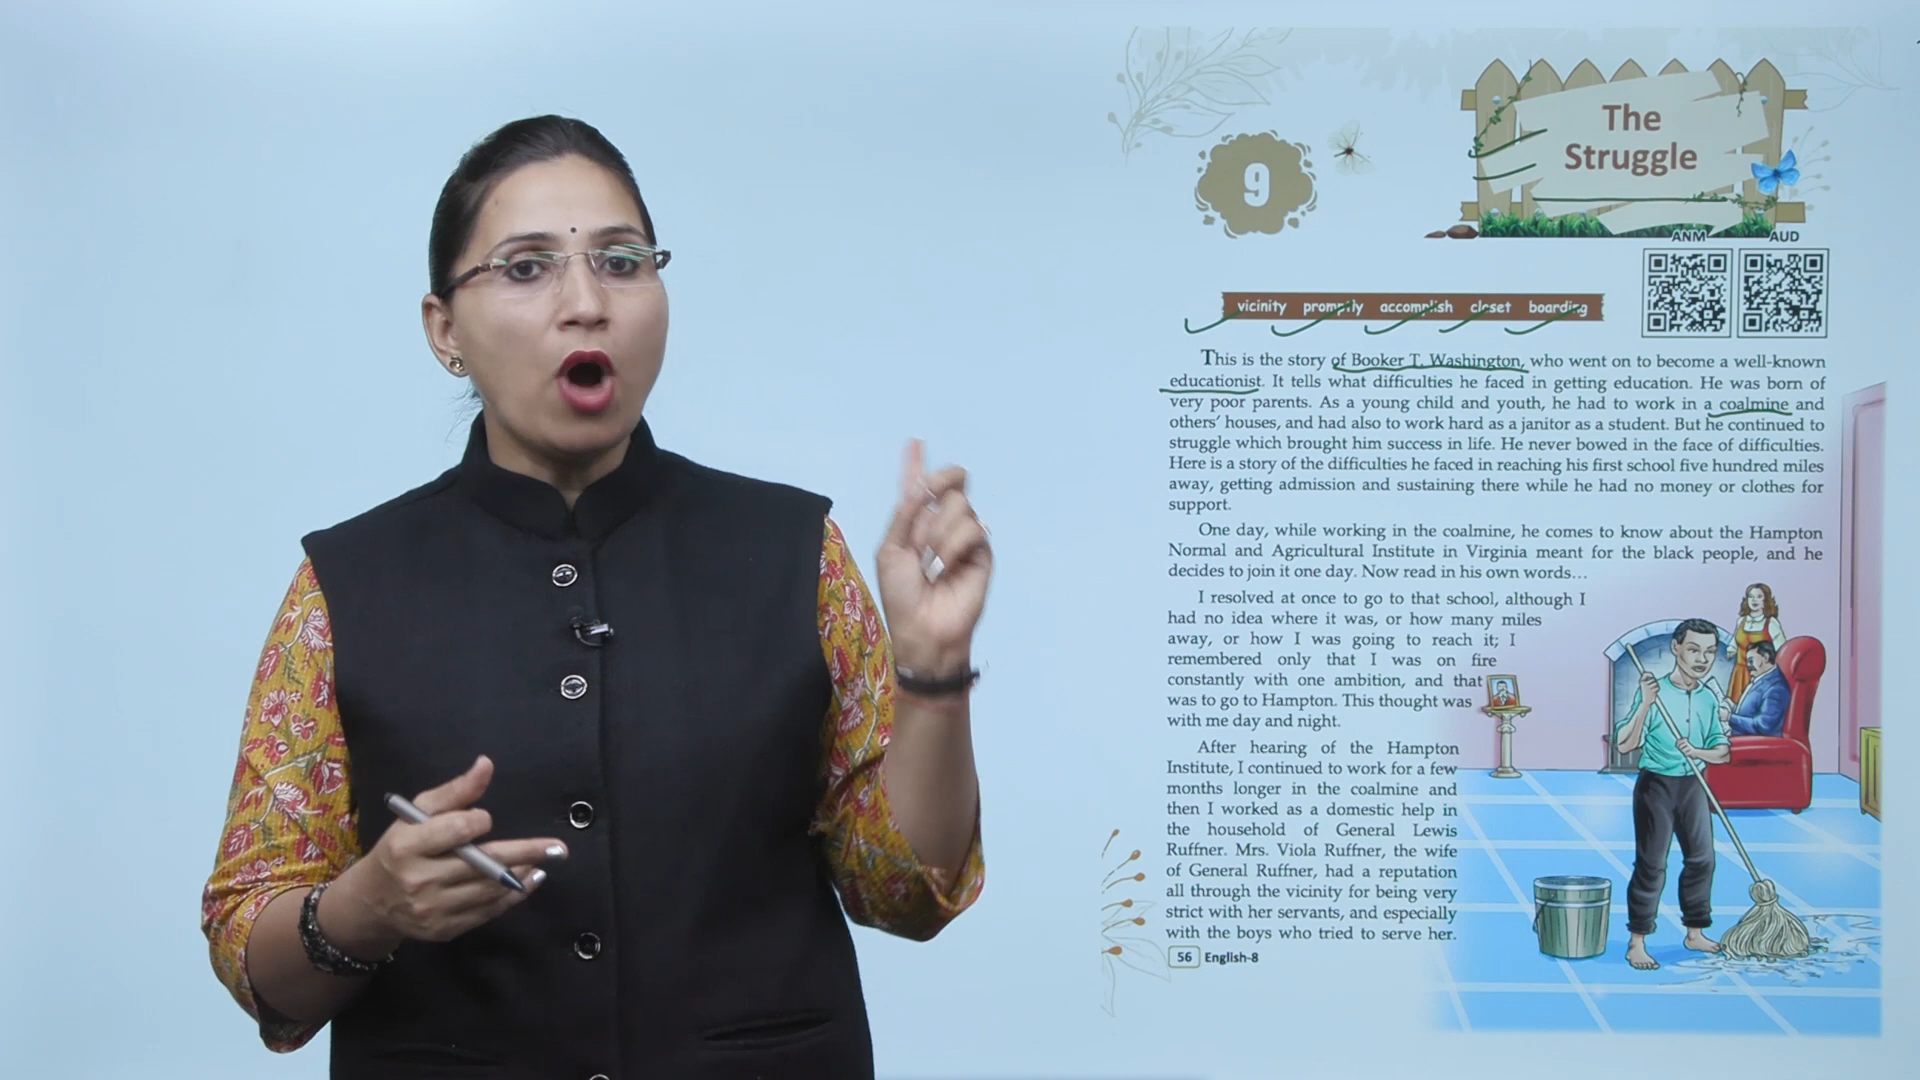 The
Struggle
9
ANM AUD
vicinity promptly accomplish closet boarding
This is the story of Booker T. Washington, who went on to become a well-known
educationist. It tells what difficulties he faced in getting education. He was born of
very poor parents. As a young child and youth, he had to work in a coalmine and
others' houses, and had also to work hard as a janitor as a student. But he continued to
struggle which brought him success in life. He never bowed in the face of difficulties.
Here is a story of the difficulties he faced in reaching his first school five hundred miles
away, getting admission and sustaining there while he had no money or clothes for
support.
One day, while working in the coalmine, he comes to know about the Hampton
Normal and Agricultural Institute in Virginia meant for the black people, and he
decides to join it one day. Now read in his own words...
I resolved at once to go to that school, although I
had no idea where it was, or how many miles
away, or how I was going to reach it; I
remembered only that I was on fire
constantly with one ambition, and that
was to go to Hampton. This thought was
with me day and night.
After hearing of the Hampton
Institute, I continued to work for a few
months longer in the coalmine and
then I worked as a domestic help in
the household of General Lewis
Ruffner. Mrs. Viola Ruffner, the wife
of General Ruffner, had a reputation
all through the vicinity for being very
strict with her servants, and especially
with the boys who tried to serve her.
56 English-8